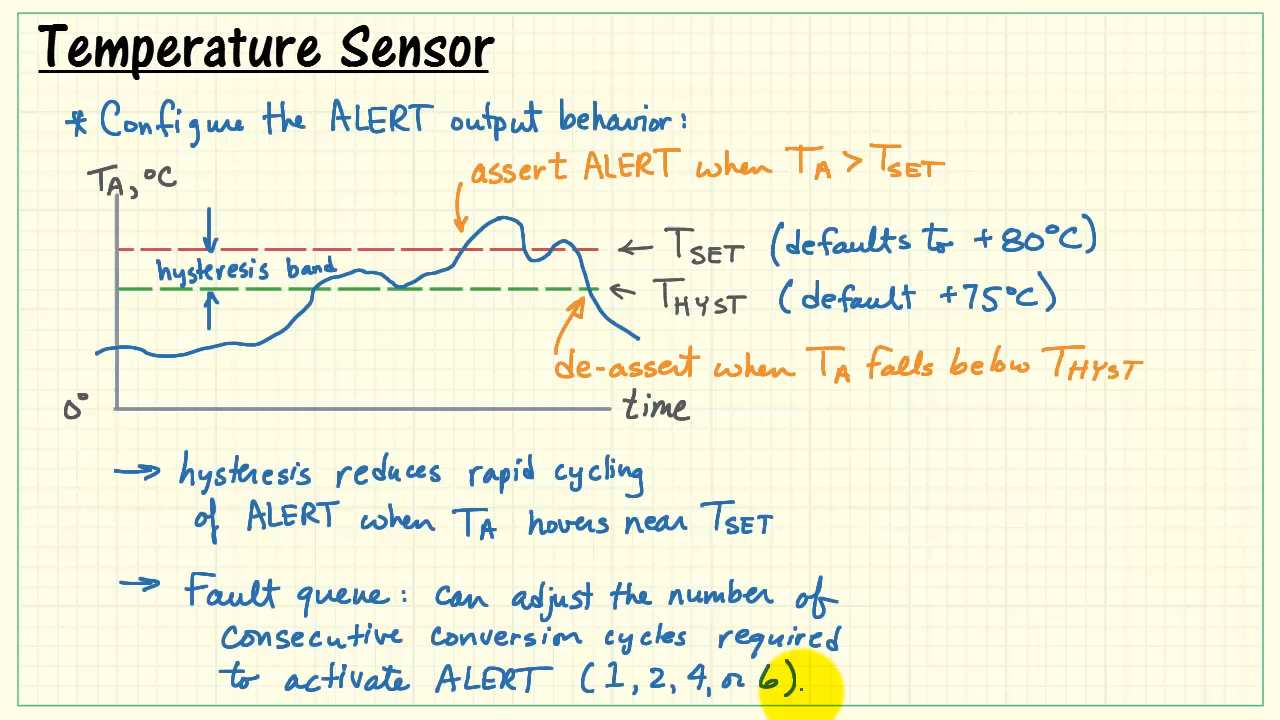 Temperature Sensor
* Configure the ALERT output behavior:
assert ALERT when TA > TSET
TA, °C
← TSET (defaults to +80°C)
hysteresis band
← THYST (default +75°C)
de-assert when TA falls below THYST
0°
time
→ hysteresis reduces rapid cycling
of ALERT when TA hovers near TSET
→ Fault queue: can adjust the number of
consecutive conversion cycles required
to activate ALERT (1, 2, 4, or 6).